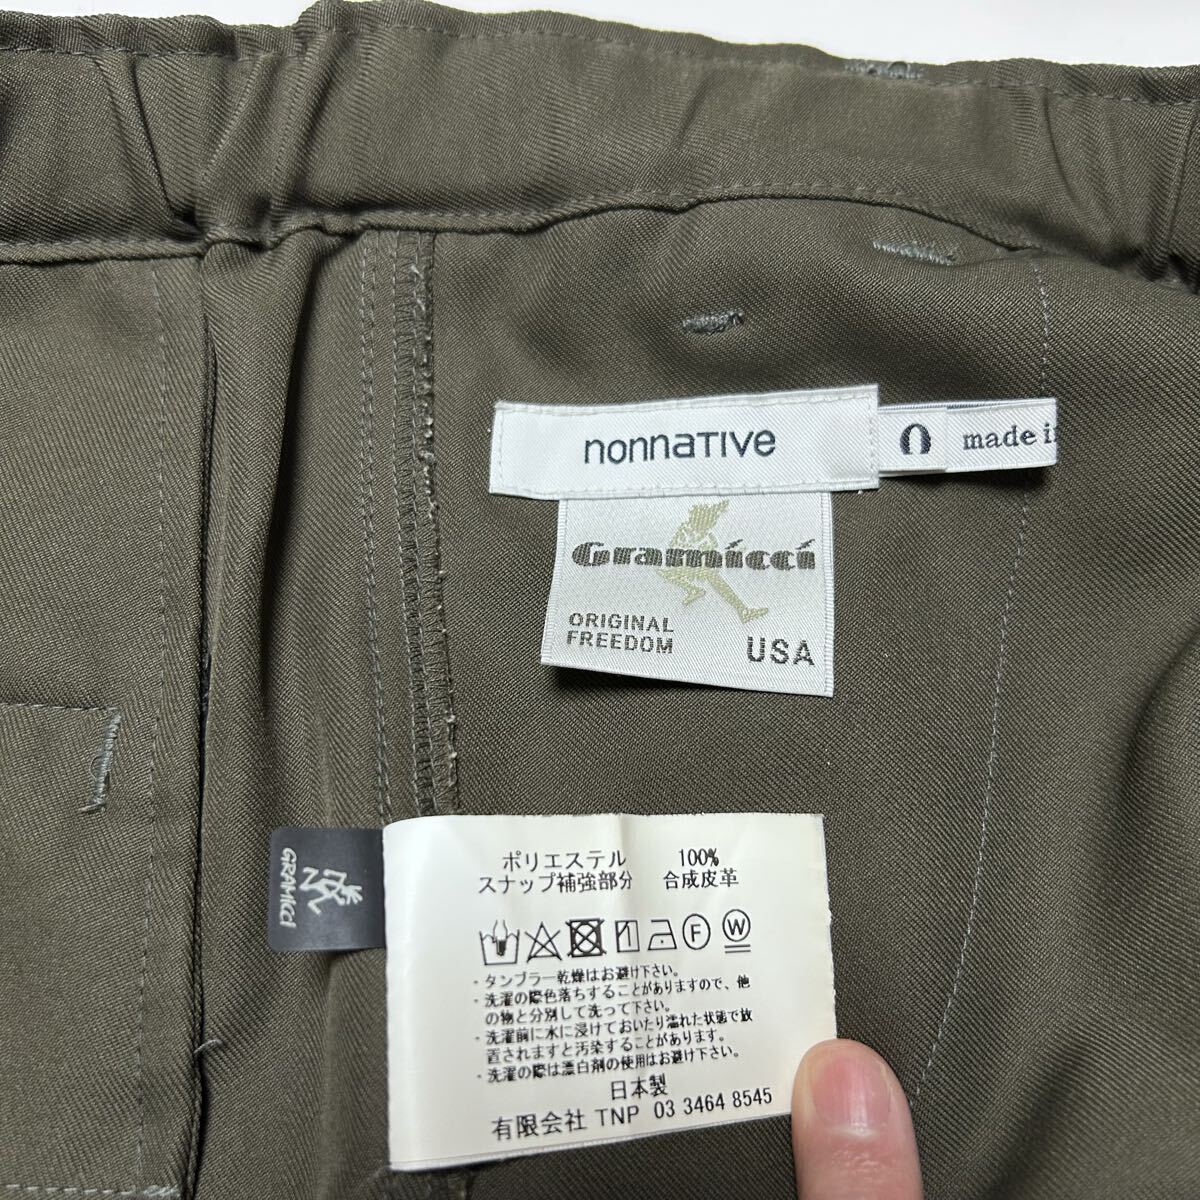 nonnaTIVe
0
made i
Gramicci
ORIGINAL
FREEDOM
USA
GRAMICCI
ポリエステル 100%
スナップ補強部分 合成皮革
F W
・タンブラー乾燥はお避け下さい。
・洗濯の際色落ちすることがありますので、他
の物と分別して洗って下さい。
・洗濯前に水に浸けておいたり濡れた状態で放
置されますと汚染することがあります。
・洗濯の際は漂白剤の使用はお避け下さい。
日本製
有限会社 TNP 03 3464 8545